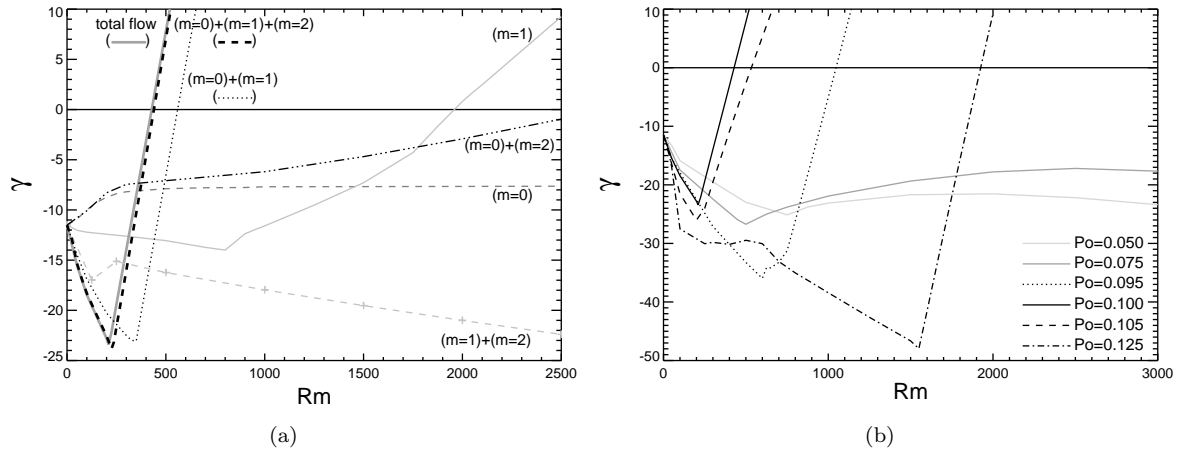 total flow
(m=0)+(m=1)+(m=2)
( )
( )
(m=1)
(m=0)+(m=1)
( )
(m=0)+(m=2)
(m=0)
(m=1)+(m=2)
10
5
0
-5
-10
-15
-20
-25
γ
0
500
1000
1500
2000
2500
Rm
(a)
10
0
-10
-20
-30
-40
-50
γ
Po=0.050
Po=0.075
Po=0.095
Po=0.100
Po=0.105
Po=0.125
0
1000
2000
3000
Rm
(b)